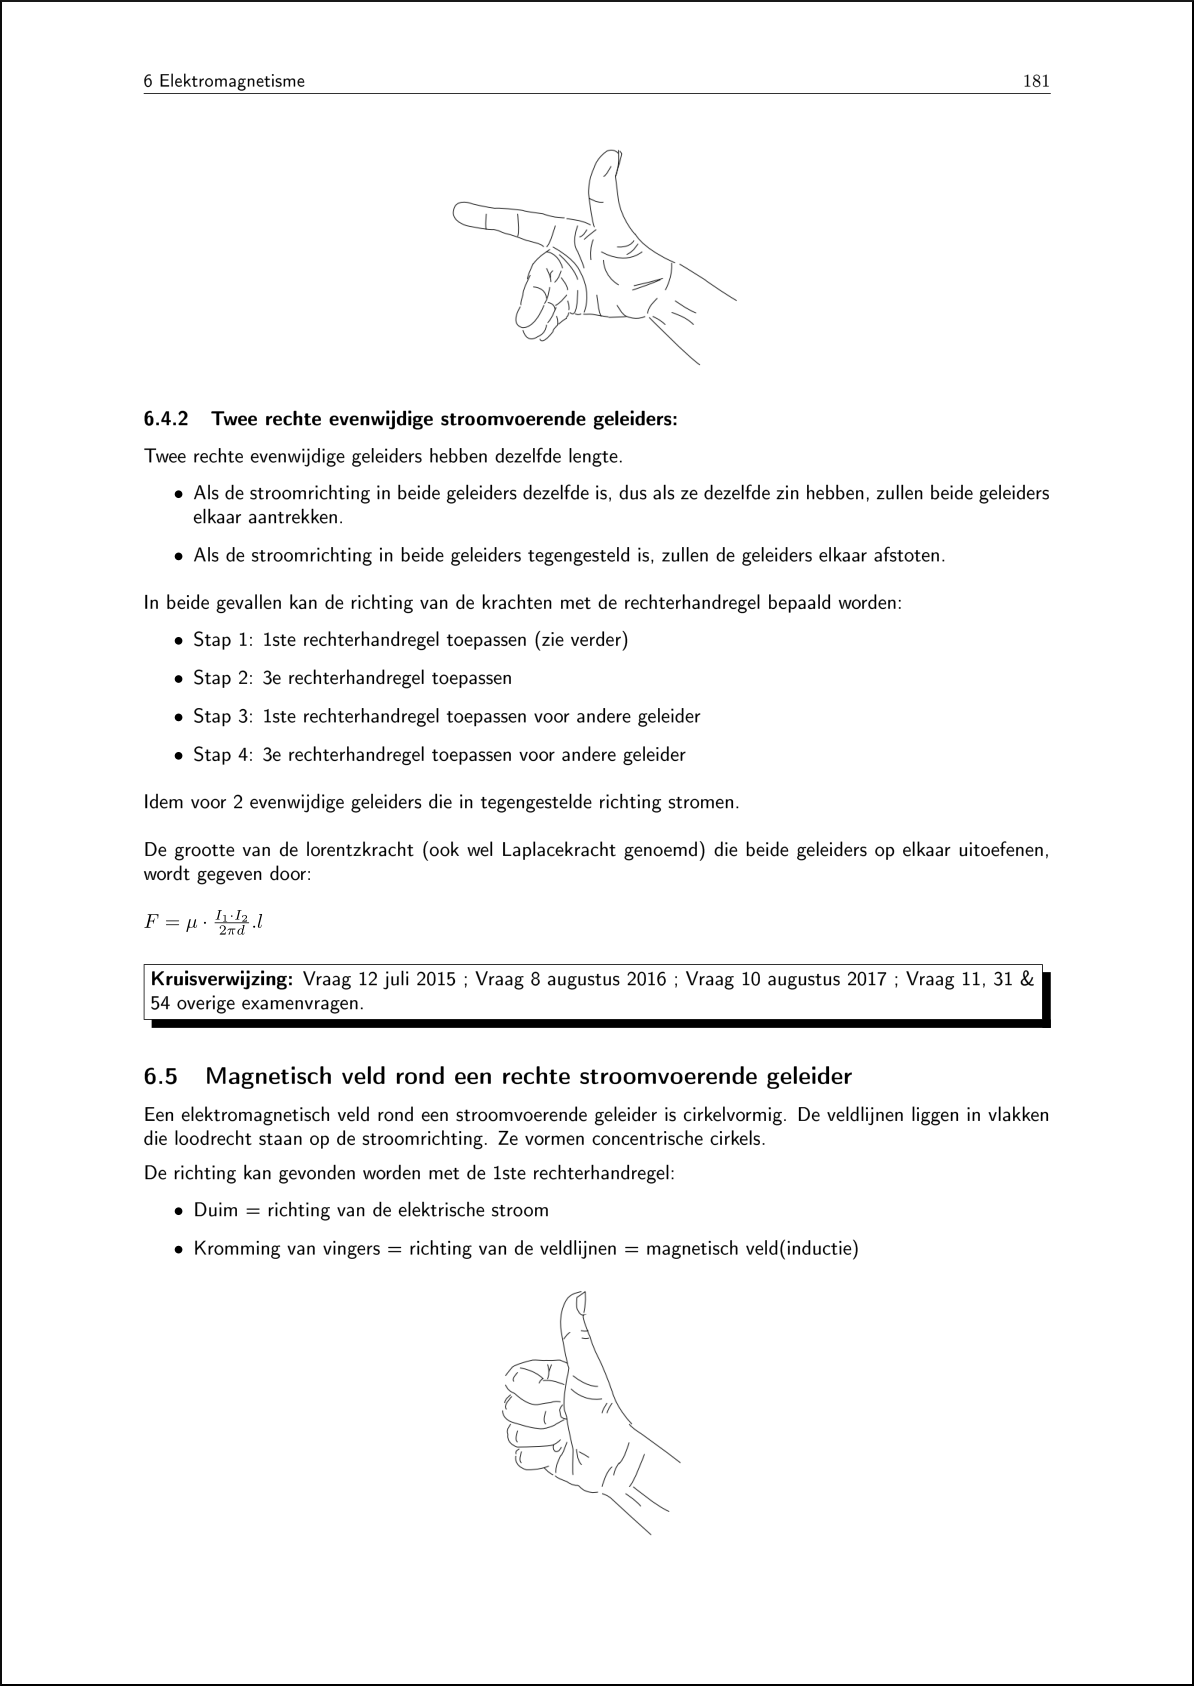 6 Elektromagnetisme 181
6.4.2 Twee rechte evenwijdige stroomvoerende geleiders:
Twee rechte evenwijdige geleiders hebben dezelfde lengte.
• Als de stroomrichting in beide geleiders dezelfde is, dus als ze dezelfde zin hebben, zullen beide geleiders
elkaar aantrekken.
• Als de stroomrichting in beide geleiders tegengesteld is, zullen de geleiders elkaar afstoten.
In beide gevallen kan de richting van de krachten met de rechterhandregel bepaald worden:
• Stap 1: 1ste rechterhandregel toepassen (zie verder)
• Stap 2: 3e rechterhandregel toepassen
• Stap 3: 1ste rechterhandregel toepassen voor andere geleider
• Stap 4: 3e rechterhandregel toepassen voor andere geleider
Idem voor 2 evenwijdige geleiders die in tegengestelde richting stromen.
De grootte van de lorentzkracht (ook wel Laplacekracht genoemd) die beide geleiders op elkaar uitoefenen,
wordt gegeven door:
$F = \mu \cdot \frac{I_1 \cdot I_2}{2\pi d}.l$
Kruisverwijzing: Vraag 12 juli 2015 ; Vraag 8 augustus 2016 ; Vraag 10 augustus 2017 ; Vraag 11, 31 &
54 overige examenvragen.
6.5 Magnetisch veld rond een rechte stroomvoerende geleider
Een elektromagnetisch veld rond een stroomvoerende geleider is cirkelvormig. De veldlijnen liggen in vlakken
die loodrecht staan op de stroomrichting. Ze vormen concentrische cirkels.
De richting kan gevonden worden met de 1ste rechterhandregel:
• Duim = richting van de elektrische stroom
• Kromming van vingers = richting van de veldlijnen = magnetisch veld(inductie)